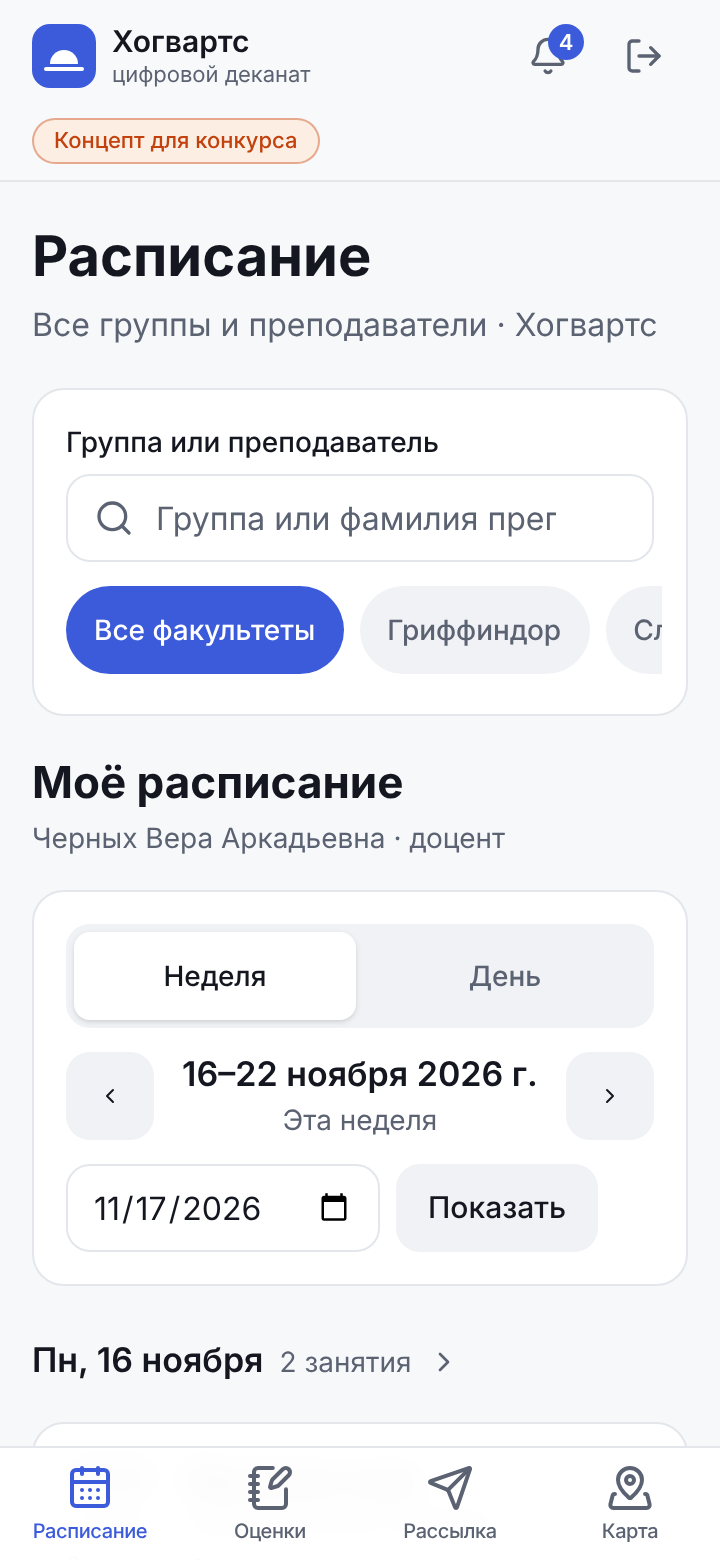 Хогвартс
4
цифровой деканат
Концепт для конкурса
Расписание
Все группы и преподаватели · Хогвартс
Группа или преподаватель
Группа или фамилия прег
Все факультеты
Гриффиндор
Сл
Моё расписание
Черных Вера Аркадьевна · доцент
Неделя
День
16–22 ноября 2026 г.
Эта неделя
11/17/2026
Показать
Пн, 16 ноября 2 занятия
Расписание
Оценки
Рассылка
Карта